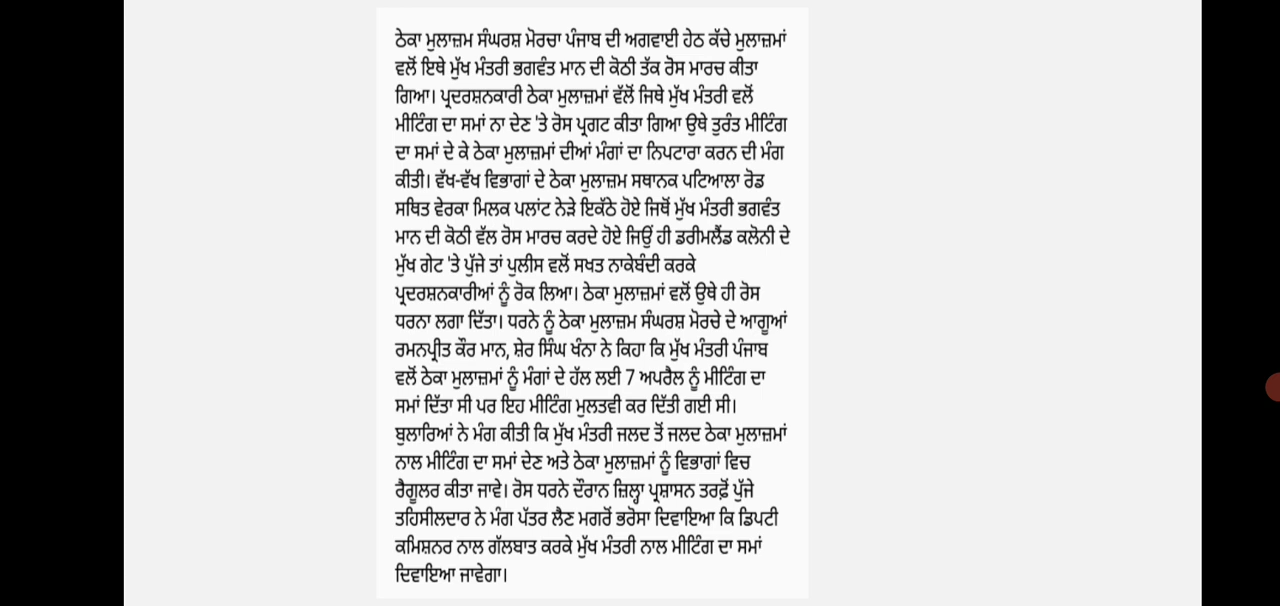 ਠੇਕਾ ਮੁਲਾਜ਼ਮ ਸੰਘਰਸ਼ ਮੋਰਚਾ ਪੰਜਾਬ ਦੀ ਅਗਵਾਈ ਹੇਠ ਕੱਚੇ ਮੁਲਾਜ਼ਮਾਂ
ਵਲੋਂ ਇਥੇ ਮੁੱਖ ਮੰਤਰੀ ਭਗਵੰਤ ਮਾਨ ਦੀ ਕੋਠੀ ਤੱਕ ਰੋਸ ਮਾਰਚ ਕੀਤਾ
ਗਿਆ। ਪ੍ਰਦਰਸ਼ਨਕਾਰੀ ਠੇਕਾ ਮੁਲਾਜ਼ਮਾਂ ਵੱਲੋਂ ਜਿਥੇ ਮੁੱਖ ਮੰਤਰੀ ਵਲੋਂ
ਮੀਟਿੰਗ ਦਾ ਸਮਾਂ ਨਾ ਦੇਣ 'ਤੇ ਰੋਸ ਪ੍ਰਗਟ ਕੀਤਾ ਗਿਆ ਉਥੇ ਤੁਰੰਤ ਮੀਟਿੰਗ
ਦਾ ਸਮਾਂ ਦੇ ਕੇ ਠੇਕਾ ਮੁਲਾਜ਼ਮਾਂ ਦੀਆਂ ਮੰਗਾਂ ਦਾ ਨਿਪਟਾਰਾ ਕਰਨ ਦੀ ਮੰਗ
ਕੀਤੀ। ਵੱਖ-ਵੱਖ ਵਿਭਾਗਾਂ ਦੇ ਠੇਕਾ ਮੁਲਾਜ਼ਮ ਸਥਾਨਕ ਪਟਿਆਲਾ ਰੋਡ
ਸਥਿਤ ਵੇਰਕਾ ਮਿਲਕ ਪਲਾਂਟ ਨੇੜੇ ਇਕੱਠੇ ਹੋਏ ਜਿਥੋਂ ਮੁੱਖ ਮੰਤਰੀ ਭਗਵੰਤ
ਮਾਨ ਦੀ ਕੋਠੀ ਵੱਲ ਰੋਸ ਮਾਰਚ ਕਰਦੇ ਹੋਏ ਜਿਉਂ ਹੀ ਡਰੀਮਲੈਂਡ ਕਲੋਨੀ ਦੇ
ਮੁੱਖ ਗੇਟ 'ਤੇ ਪੁੱਜੇ ਤਾਂ ਪੁਲੀਸ ਵਲੋਂ ਸਖਤ ਨਾਕੇਬੰਦੀ ਕਰਕੇ
ਪ੍ਰਦਰਸ਼ਨਕਾਰੀਆਂ ਨੂੰ ਰੋਕ ਲਿਆ। ਠੇਕਾ ਮੁਲਾਜ਼ਮਾਂ ਵਲੋਂ ਉਥੇ ਹੀ ਰੋਸ
ਧਰਨਾ ਲਗਾ ਦਿੱਤਾ। ਧਰਨੇ ਨੂੰ ਠੇਕਾ ਮੁਲਾਜ਼ਮ ਸੰਘਰਸ਼ ਮੋਰਚੇ ਦੇ ਆਗੂਆਂ
ਰਮਨਪ੍ਰੀਤ ਕੌਰ ਮਾਨ, ਸ਼ੇਰ ਸਿੰਘ ਖੰਨਾ ਨੇ ਕਿਹਾ ਕਿ ਮੁੱਖ ਮੰਤਰੀ ਪੰਜਾਬ
ਵਲੋਂ ਠੇਕਾ ਮੁਲਾਜ਼ਮਾਂ ਨੂੰ ਮੰਗਾਂ ਦੇ ਹੱਲ ਲਈ 7 ਅਪਰੈਲ ਨੂੰ ਮੀਟਿੰਗ ਦਾ
ਸਮਾਂ ਦਿੱਤਾ ਸੀ ਪਰ ਇਹ ਮੀਟਿੰਗ ਮੁਲਤਵੀ ਕਰ ਦਿੱਤੀ ਗਈ ਸੀ।
ਬੁਲਾਰਿਆਂ ਨੇ ਮੰਗ ਕੀਤੀ ਕਿ ਮੁੱਖ ਮੰਤਰੀ ਜਲਦ ਤੋਂ ਜਲਦ ਠੇਕਾ ਮੁਲਾਜ਼ਮਾਂ
ਨਾਲ ਮੀਟਿੰਗ ਦਾ ਸਮਾਂ ਦੇਣ ਅਤੇ ਠੇਕਾ ਮੁਲਾਜ਼ਮਾਂ ਨੂੰ ਵਿਭਾਗਾਂ ਵਿਚ
ਰੈਗੂਲਰ ਕੀਤਾ ਜਾਵੇ। ਰੋਸ ਧਰਨੇ ਦੌਰਾਨ ਜ਼ਿਲ੍ਹਾ ਪ੍ਰਸ਼ਾਸਨ ਤਰਫ਼ੋਂ ਪੁੱਜੇ
ਤਹਿਸੀਲਦਾਰ ਨੇ ਮੰਗ ਪੱਤਰ ਲੈਣ ਮਗਰੋਂ ਭਰੋਸਾ ਦਿਵਾਇਆ ਕਿ ਡਿਪਟੀ
ਕਮਿਸ਼ਨਰ ਨਾਲ ਗੱਲਬਾਤ ਕਰਕੇ ਮੁੱਖ ਮੰਤਰੀ ਨਾਲ ਮੀਟਿੰਗ ਦਾ ਸਮਾਂ
ਦਿਵਾਇਆ ਜਾਵੇਗਾ।